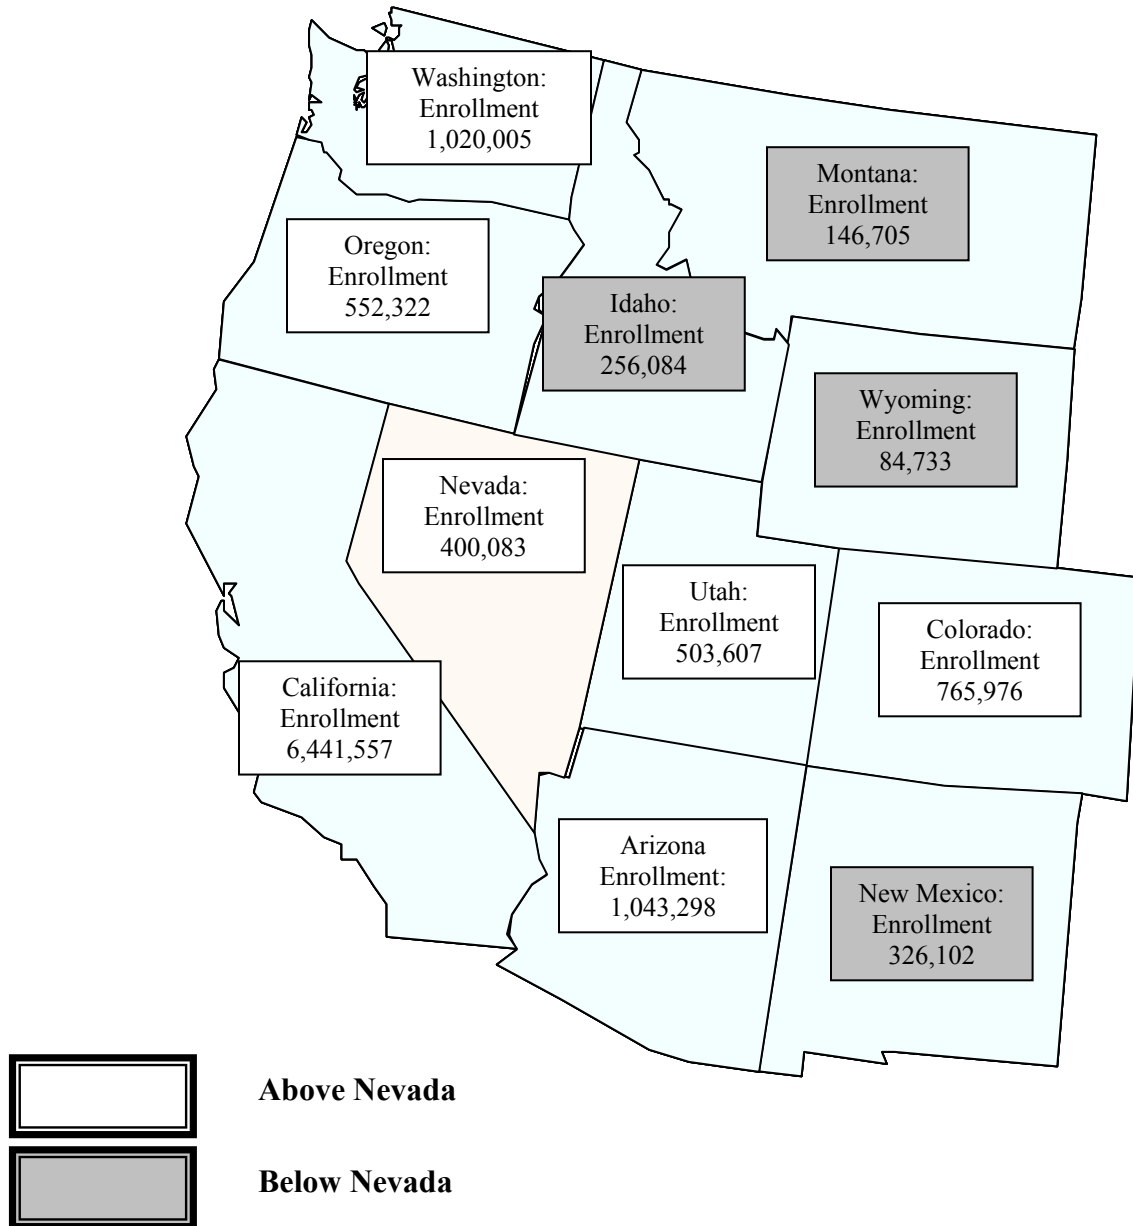 Washington:
Enrollment
1,020,005
Montana:
Enrollment
146,705
Oregon:
Enrollment
552,322
Idaho:
Enrollment
256,084
Wyoming:
Enrollment
84,733
Nevada:
Enrollment
400,083
Utah:
Enrollment
503,607
Colorado:
Enrollment
765,976
California:
Enrollment
6,441,557
Arizona
Enrollment:
1,043,298
New Mexico:
Enrollment
326,102
Above Nevada
Below Nevada